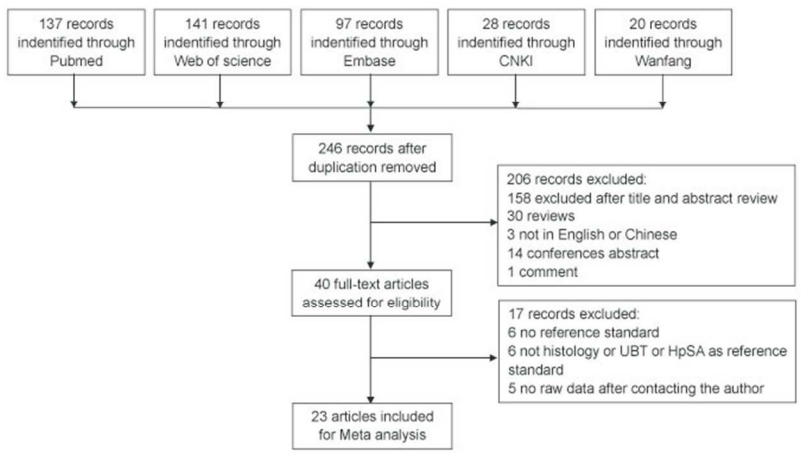 137 records
indentified through
Pubmed
141 records
indentified through
Web of science
97 records
indentified through
Embase
28 records
indentified through
CNKI
20 records
indentified through
Wanfang
246 records after
duplication removed
206 records excluded:
158 excluded after title and abstract review
30 reviews
3 not in English or Chinese
14 conferences abstract
1 comment
40 full-text articles
assessed for eligibility
17 records excluded:
6 no reference standard
6 not histology or UBT or HpSA as reference
standard
5 no raw data after contacting the author
23 articles included
for Meta analysis